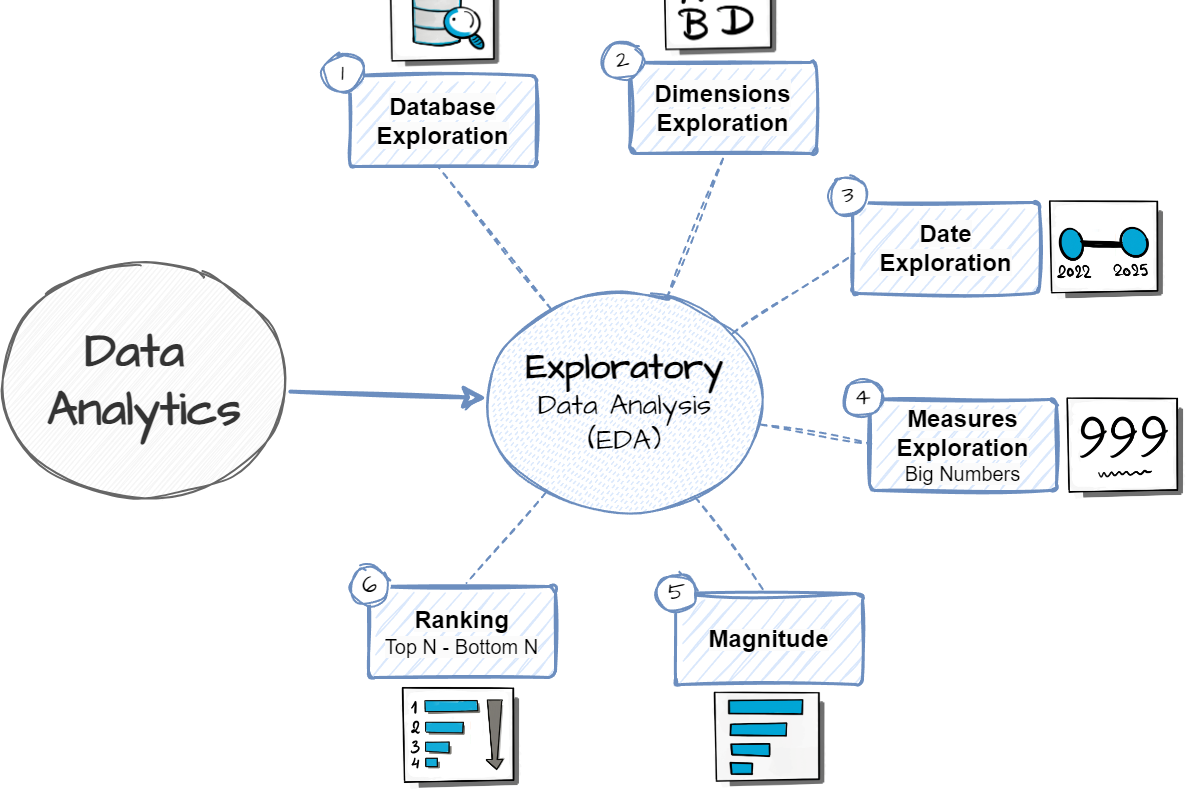 B D
1
Database
Exploration
2
Dimensions
Exploration
3
Date
Exploration
2022 2025
Data
Analytics
Exploratory
Data Analysis
(EDA)
4
Measures
Exploration
Big Numbers
999
6
Ranking
Top N - Bottom N
1
2
3
4
5
Magnitude